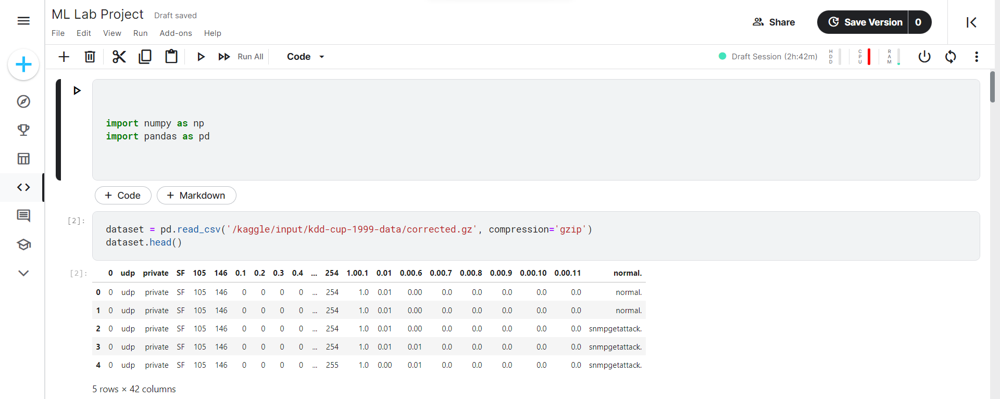 ML Lab Project Draft saved
File Edit View Run Add-ons Help
Share
Save Version 0
Run All
Code
Draft Session (2h:42m)
HDD
CPU
RAM
import numpy as np
import pandas as pd
+ Code
+ Markdown
[2]:
dataset = pd.read_csv('/kaggle/input/kdd-cup-1999-data/corrected.gz', compression='gzip')
dataset.head()
[2]:
0 udp private SF 105 146 0.1 0.2 0.3 0.4 ... 254 1.00.1 0.01 0.00.6 0.00.7 0.00.8 0.00.9 0.00.10 0.00.11 normal.
0 0 udp private SF 105 146 0 0 0 0 ... 254 1.0 0.01 0.00 0.0 0.0 0.0 0.0 0.0 normal.
1 0 udp private SF 105 146 0 0 0 0 ... 254 1.0 0.01 0.00 0.0 0.0 0.0 0.0 0.0 normal.
2 0 udp private SF 105 146 0 0 0 0 ... 254 1.0 0.01 0.00 0.0 0.0 0.0 0.0 0.0 snmpgetattack.
3 0 udp private SF 105 146 0 0 0 0 ... 254 1.0 0.01 0.01 0.0 0.0 0.0 0.0 0.0 snmpgetattack.
4 0 udp private SF 105 146 0 0 0 0 ... 255 1.0 0.00 0.01 0.0 0.0 0.0 0.0 0.0 snmpgetattack.
5 rows × 42 columns